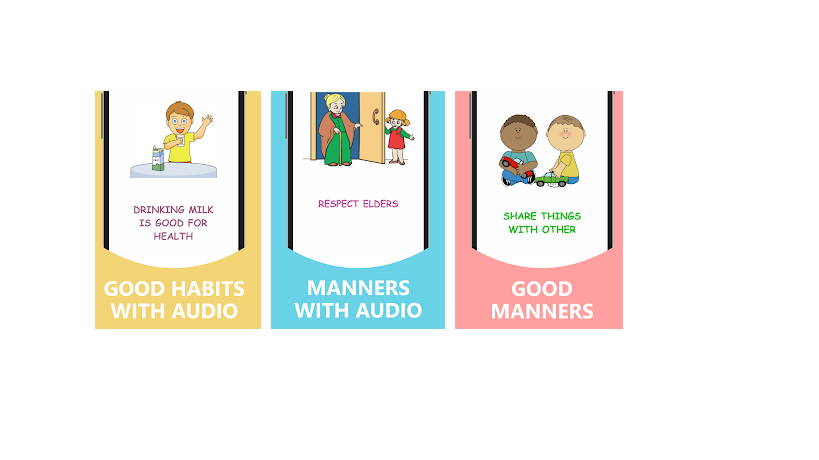 DRINKING MILK
IS GOOD FOR
HEALTH
GOOD HABITS
WITH AUDIO
RESPECT ELDERS
MANNERS
WITH AUDIO
SHARE THINGS
WITH OTHER
GOOD
MANNERS